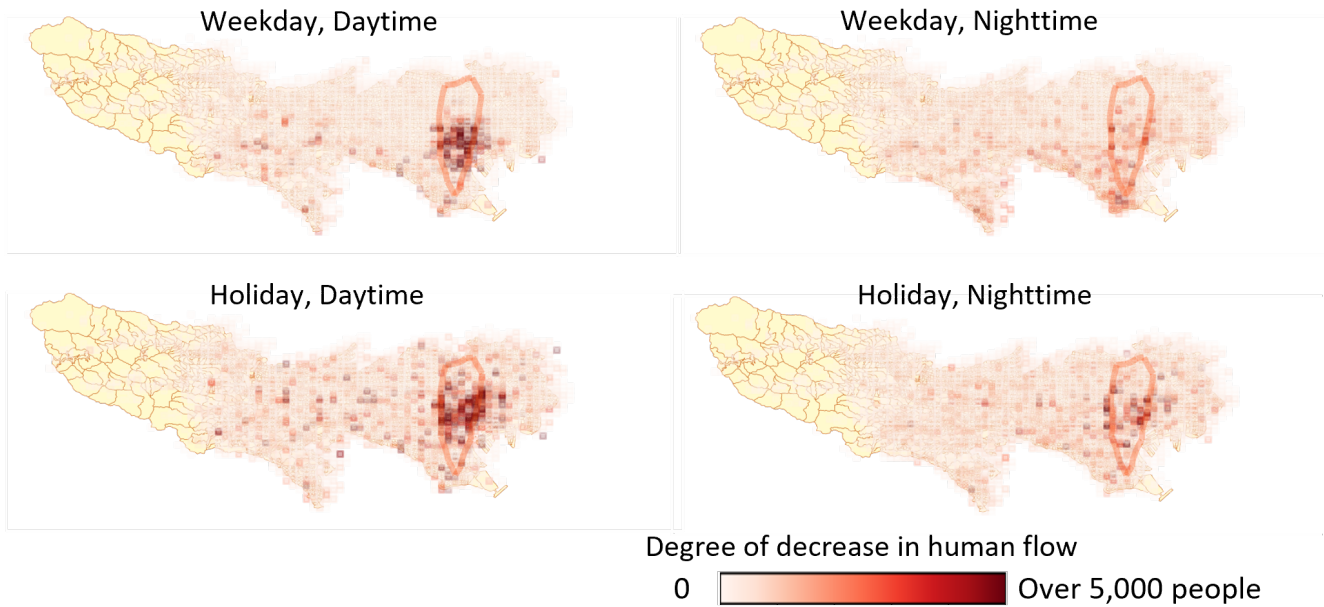 Weekday, Daytime
Weekday, Nighttime
Holiday, Daytime
Holiday, Nighttime
Degree of decrease in human flow
0
Over 5,000 people